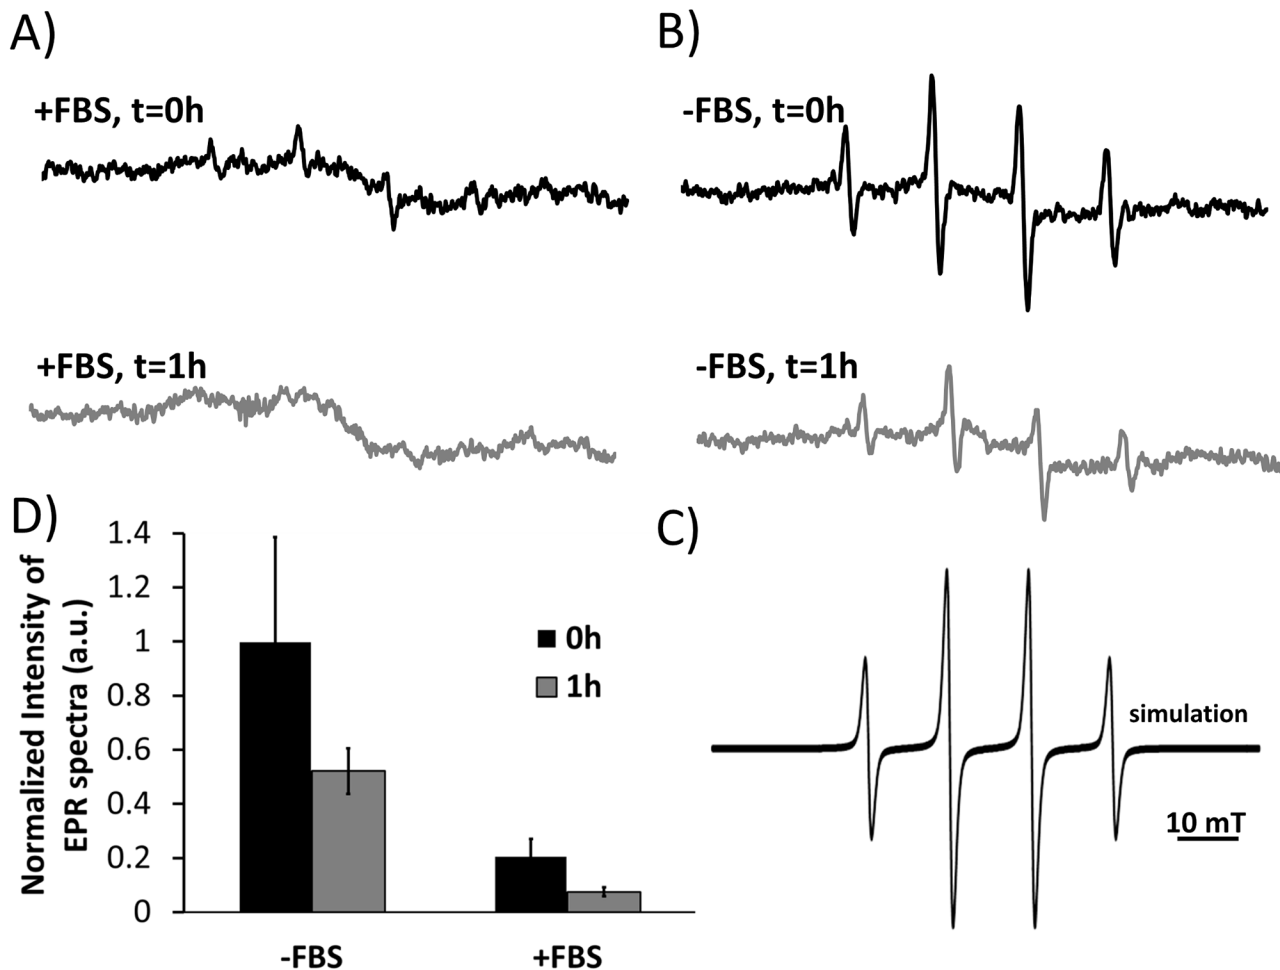 A)
+FBS, t=0h
+FBS, t=1h
B)
-FBS, t=0h
-FBS, t=1h
D)
Normalized Intensity of
EPR spectra (a.u.)
1.4
1.2
1
0.8
0.6
0.4
0.2
0
0h
1h
-FBS
+FBS
C)
simulation
10 mT